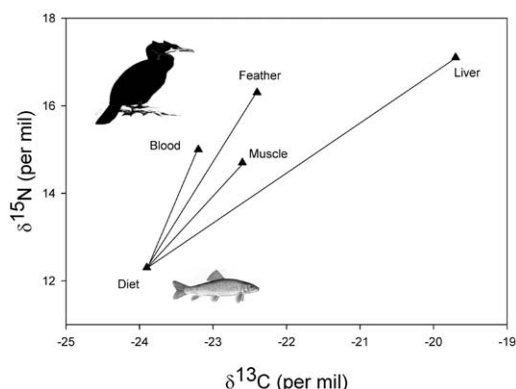 δ15N (per mil)
18
16
14
12
Feather
Liver
Blood
Muscle
Diet
-25
-24
-23
-22
-21
-20
-19
δ13C (per mil)